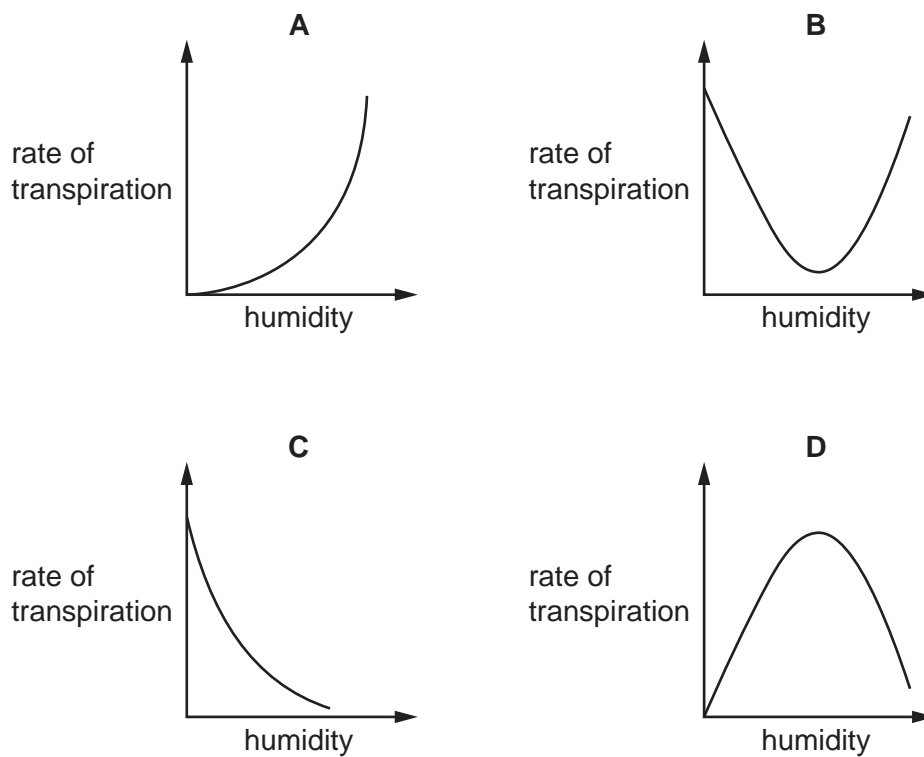 A
rate of
transpiration
humidity
B
rate of
transpiration
humidity
C
rate of
transpiration
humidity
D
rate of
transpiration
humidity